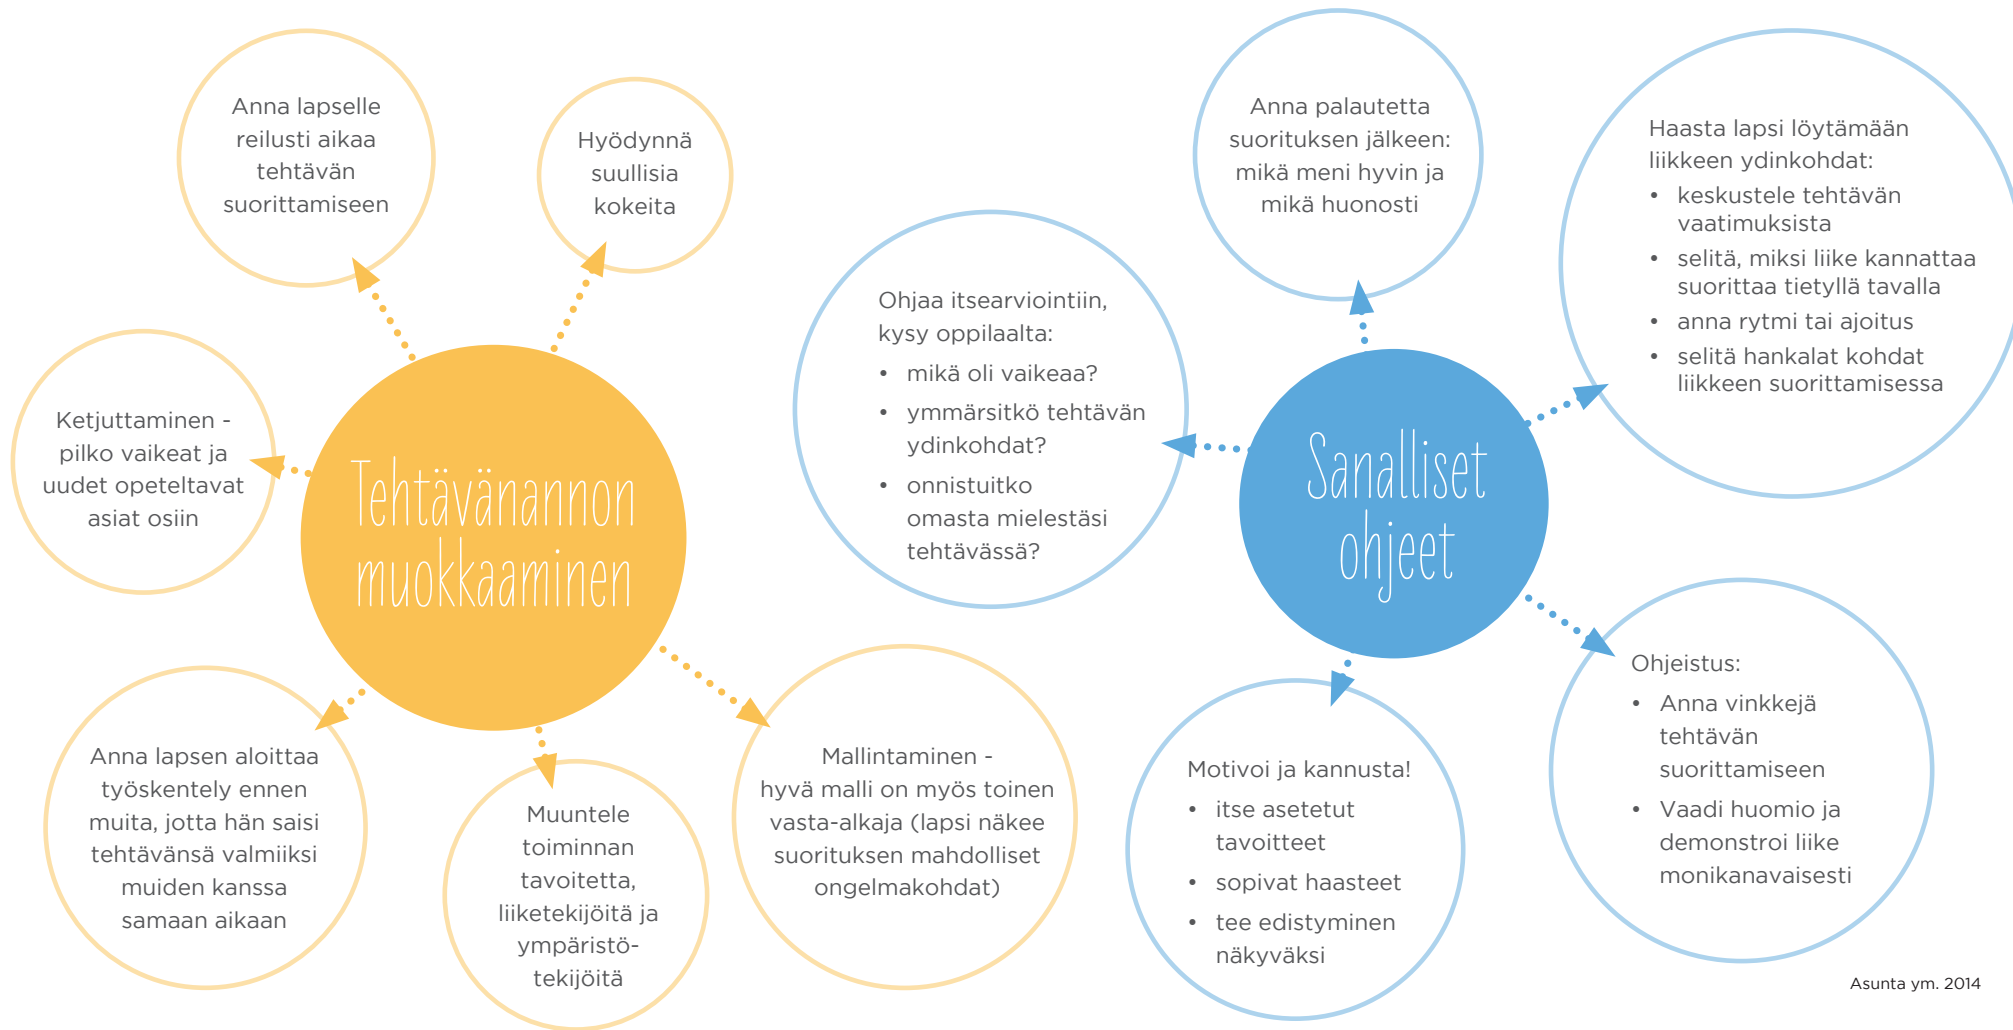 Anna lapselle
reilusti aikaa
tehtävän
suorittamiseen
Hyödynnä
suullisia
kokeita
Ketjuttaminen -
pilko vaikeat ja
uudet opeteltavat
asiat osiin
Tehtävänannon
muokkaaminen
Anna lapsen aloittaa
työskentely ennen
muita, jotta hän saisi
tehtävänsä valmiiksi
muiden kanssa
samaan aikaan
Muuntele
toiminnan
tavoitetta,
liiketekijöitä ja
ympäristö-
tekijöitä
Mallintaminen -
hyvä malli on myös toinen
vasta-alkaja (lapsi näkee
suorituksen mahdolliset
ongelmakohdat)
Anna palautetta
suorituksen jälkeen:
mikä meni hyvin ja
mikä huonosti
Haasta lapsi löytämään
liikkeen ydinkohdat:
• keskustele tehtävän
vaatimuksista
• selitä, miksi liike kannattaa
suorittaa tietyllä tavalla
• anna rytmi tai ajoitus
• selitä hankalat kohdat
liikkeen suorittamisessa
Ohjaa itsearviointiin,
kysy oppilaalta:
• mikä oli vaikeaa?
• ymmärsitkö tehtävän
ydinkohdat?
• onnistuitko
omasta mielestäsi
tehtävässä?
Sanalliset
ohjeet
Motivoi ja kannusta!
• itse asetetut
tavoitteet
• sopivat haasteet
• tee edistyminen
näkyväksi
Ohjeistus:
• Anna vinkkejä
tehtävän
suorittamiseen
• Vaadi huomio ja
demonstroi liike
monikanavaisesti
Asunta ym. 2014